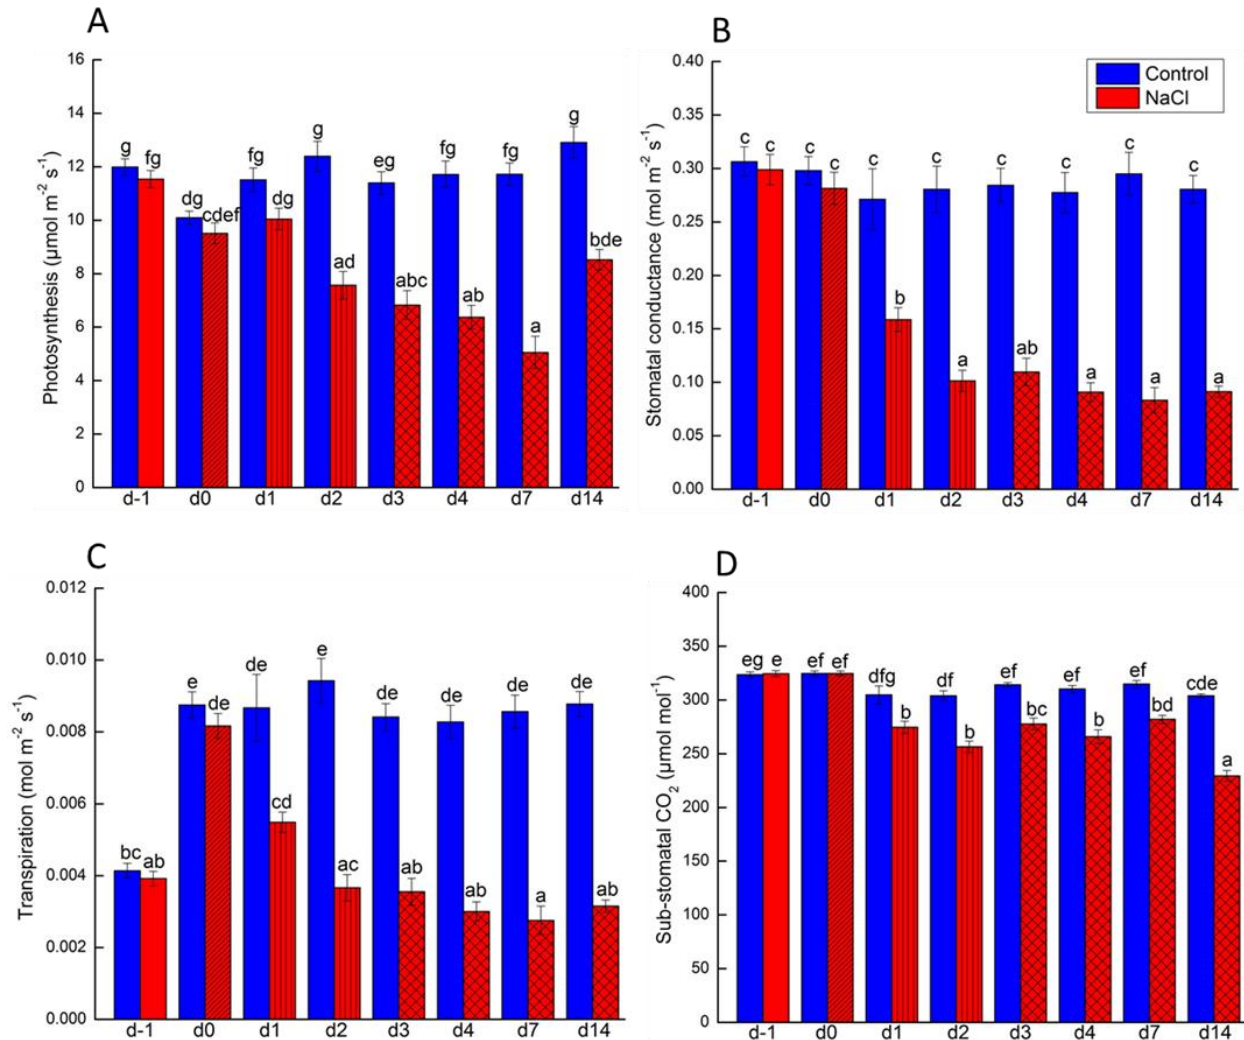 A
Photosynthesis (µmol m-2 s-1)
16
14
12
10
8
6
4
2
0
g fg dg cdef fg dg g ad eg abc fg ab fg a g bde
d-1 d0 d1 d2 d3 d4 d7 d14
B
Control
NaCl
Stomatal conductance (mol m-2 s-1)
0.40
0.35
0.30
0.25
0.20
0.15
0.10
0.05
0.00
c c c c c b c a c ab c a c a c a
d-1 d0 d1 d2 d3 d4 d7 d14
C
Transpiration (mol m-2 s-1)
0.012
0.010
0.008
0.006
0.004
0.002
0.000
bc ab e de de cd e ac de ab de ab de a de ab
d-1 d0 d1 d2 d3 d4 d7 d14
D
Sub-stomatal CO2 (µmol mol-1)
400
350
300
250
200
150
100
50
0
eg e ef ef dfg b df b ef bc ef b ef bd cde a
d-1 d0 d1 d2 d3 d4 d7 d14